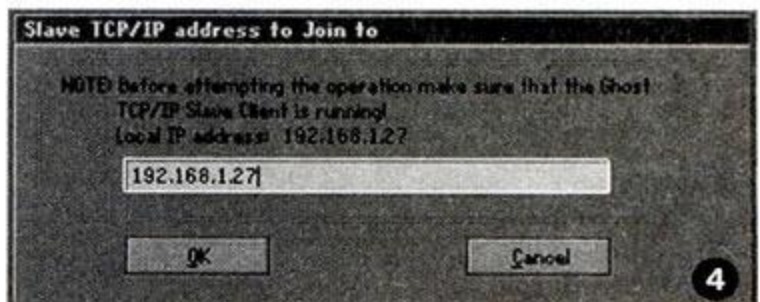 Slave TCP/IP address to Join to
NOTE: Before attempting the operation make sure that the Ghost
TCP/IP Slave Client is running!
Local IP address: 192.168.1.27
192.168.1.27
OK
Cancel
4